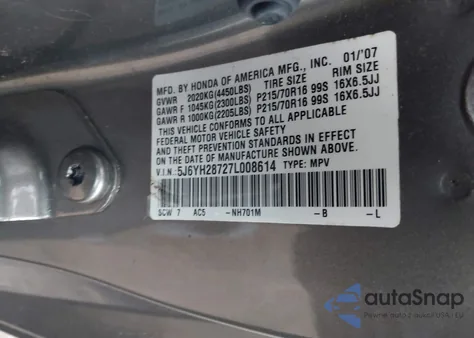 MFD. BY HONDA OF AMERICA MFG., INC. 01/'07
GVWR 2020KG(4450LBS) TIRE SIZE RIM SIZE
GAWR F 1045KG(2300LBS) P215/70R16 99S 16X6.5JJ
GAWR R 1000KG(2205LBS) P215/70R16 99S 16X6.5JJ
THIS VEHICLE CONFORMS TO ALL APPLICABLE
FEDERAL MOTOR VEHICLE SAFETY
AND THEFT PREVENTION STANDARDS IN EFFECT
ON THE DATE OF MANUFACTURE SHOWN ABOVE.
V.I.N:5J6YH28727L008614 TYPE: MPV
SCW 7 AC5 -NH701M -B -L
autoSnap